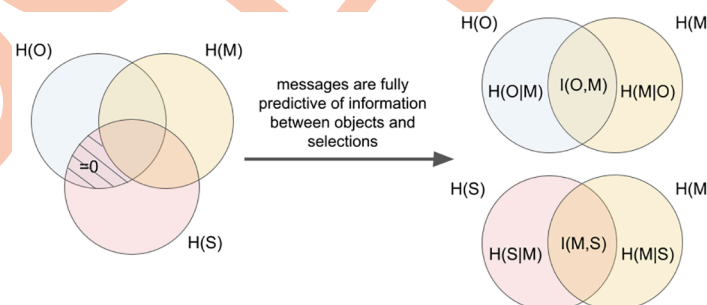 H(O)
H(M)
=0
H(S)
messages are fully
predictive of information
between objects and
selections
H(O)
H(M
H(O|M)
I(O,M)
H(M|O)
H(S)
H(M
H(S|M)
I(M,S)
H(M|S)